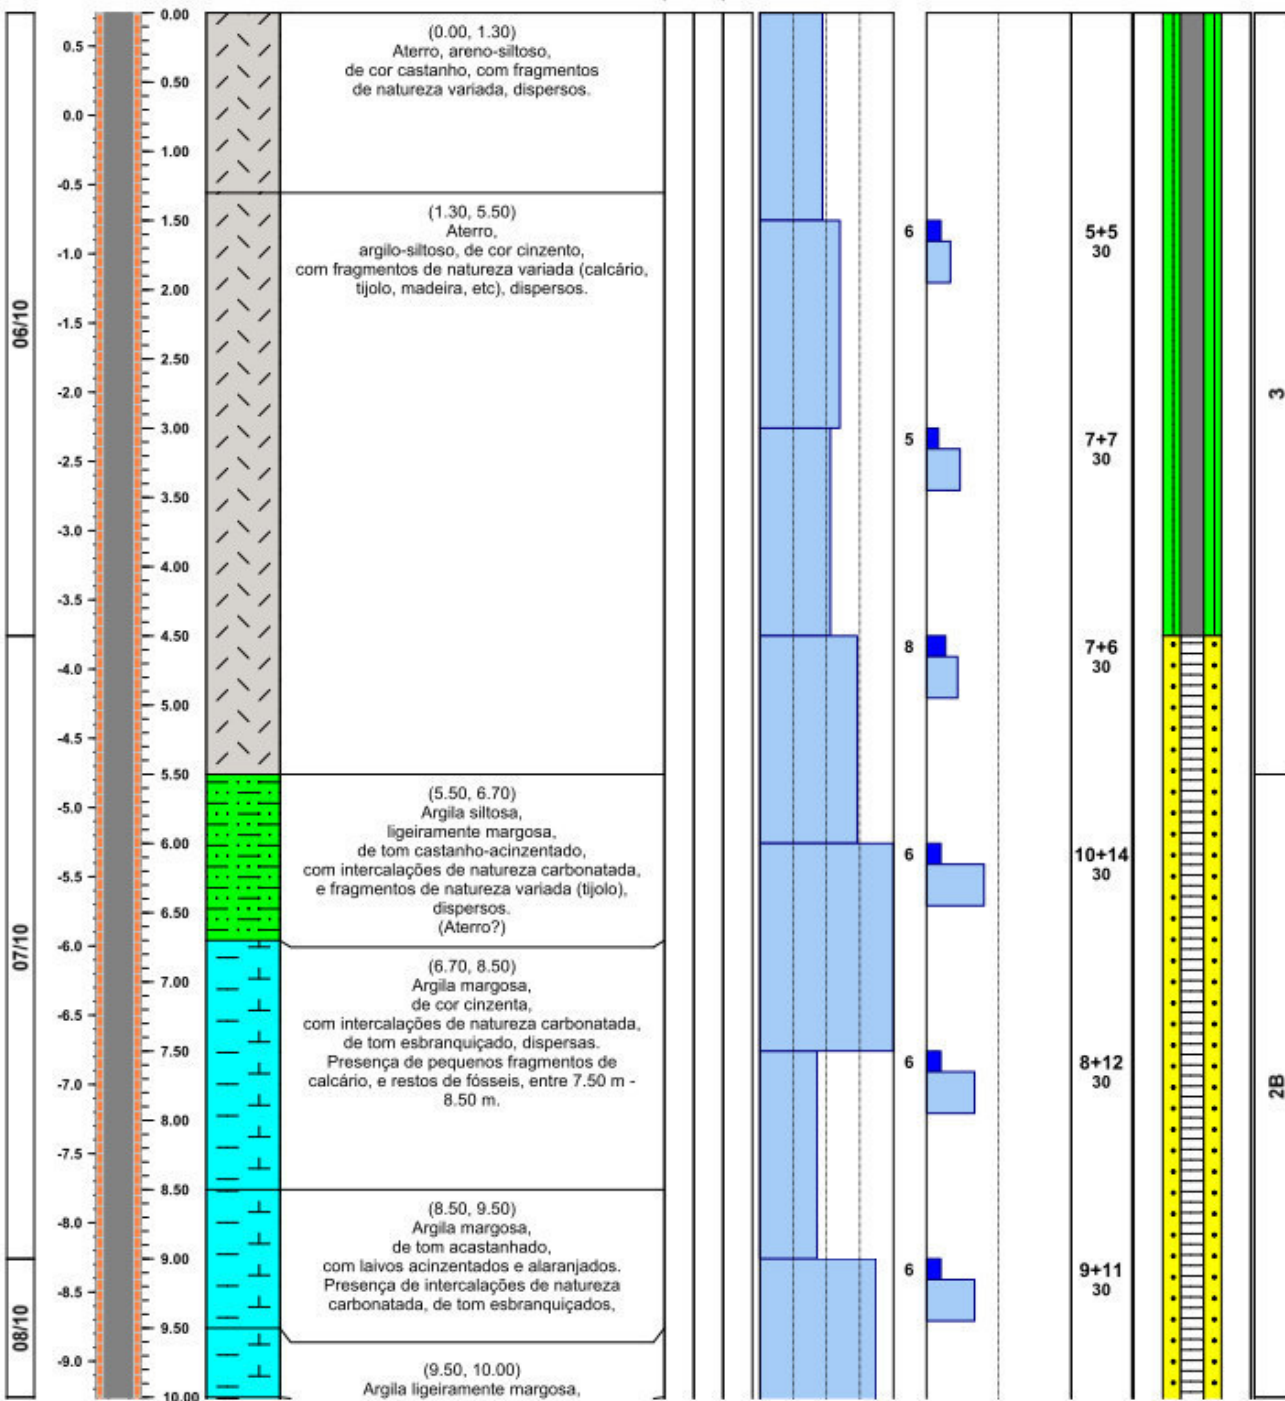 06/10
07/10
08/10
0.5
0.0
-0.5
-1.0
-1.5
-2.0
-2.5
-3.0
-3.5
-4.0
-4.5
-5.0
-5.5
-6.0
-6.5
-7.0
-7.5
-8.0
-8.5
-9.0
0.00
0.50
1.00
1.50
2.00
2.50
3.00
3.50
4.00
4.50
5.00
5.50
6.00
6.50
7.00
7.50
8.00
8.50
9.00
9.50
10.00
(0.00, 1.30)
Aterro, areno-siltoso,
de cor castanho, com fragmentos
de natureza variada, dispersos.
(1.30, 5.50)
Aterro,
argilo-siltoso, de cor cinzento,
com fragmentos de natureza variada (calcário,
tijolo, madeira, etc), dispersos.
(5.50, 6.70)
Argila siltosa,
ligeiramente margosa,
de tom castanho-acinzentado,
com intercalações de natureza carbonatada,
e fragmentos de natureza variada (tijolo),
dispersos.
(Aterro?)
(6.70, 8.50)
Argila margosa,
de cor cinzenta,
com intercalações de natureza carbonatada,
de tom esbranquiçado, dispersas.
Presença de pequenos fragmentos de
calcário, e restos de fósseis, entre 7.50 m -
8.50 m.
(8.50, 9.50)
Argila margosa,
de tom acastanhado,
com laivos acinzentados e alaranjados.
Presença de intercalações de natureza
carbonatada, de tom esbranquiçados,
(9.50, 10.00)
Argila ligeiramente margosa,
6
5
8
6
6
6
5+5
30
7+7
30
7+6
30
10+14
30
8+12
30
9+11
30
3
2B